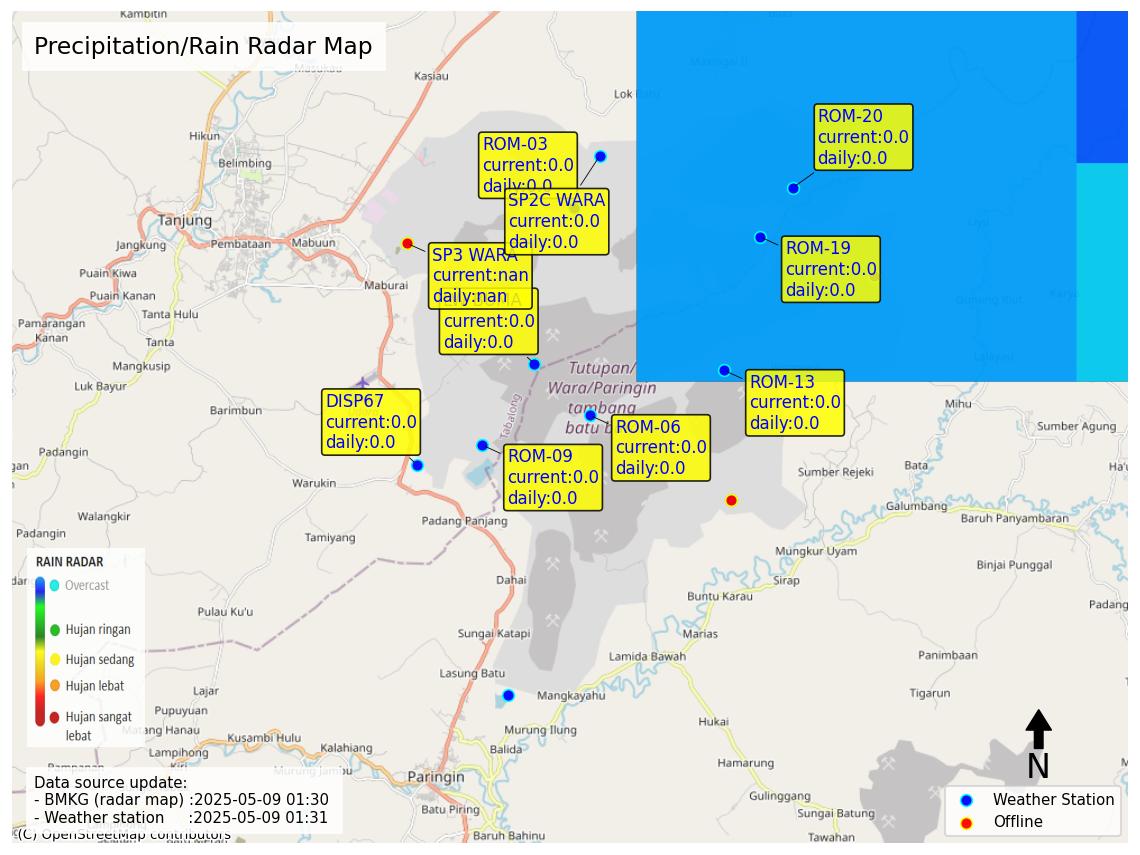 Kambitin
Precipitation/Rain Radar Map
Masukau
Kasiau
Lok Batu
Hikun
Belimbing
ROM-03
current:0.0
daily:0.0
ROM-20
current:0.0
daily:0.0
SP2C WARA
current:0.0
daily:0.0
Tanjung
Jangkung
Pembataan
Mabuun
SP3 WARA
current:nan
daily:nan
ROM-19
current:0.0
daily:0.0
Puain Kiwa
Puain Kanan
Maburai
current:0.0
daily:0.0
Tanta Hulu
Pamarangan
Kanan
Tanta
Mangkusip
Luk Bayur
Tutupan/
Wara/Paringin
tambang
batu b
ROM-13
current:0.0
daily:0.0
DISP67
current:0.0
daily:0.0
Barimbun
Tabalong
ROM-06
current:0.0
daily:0.0
Mihu
Sumber Agung
Padangin
ROM-09
current:0.0
daily:0.0
Bata
Ha'u
Sumber Rejeki
Warukin
Galumbang
Baruh Panyambaran
Walangkir
Padangin
Padang Panjang
Tamiyang
Mungkur Uyam
Binjai Punggal
RAIN RADAR
Overcast
Hujan ringan
Hujan sedang
Hujan lebat
Hujan sangat
lebat
Dahai
Sirap
Buntu Karau
Padang
Pulau Ku'u
Sungai Katapi
Marias
Lamida Bawah
Panimbaan
Lasung Batu
Lajar
Mangkayahu
Tigarun
Pupuyuan
Matang Hanau
Murung Ilung
Hukai
Kusambi Hulu
Lampihong
Kiri
Kalahiang
Balida
Hamarung
Pampanan
Murung Jambu
Paringin
N
Data source update:
- BMKG (radar map) :2025-05-09 01:30
- Weather station :2025-05-09 01:31
Gulinggang
Weather Station
Offline
Batu Piring
Sungai Batung
(C) OpenStreetMap contributors
Baruh Bahinu
Tawahan